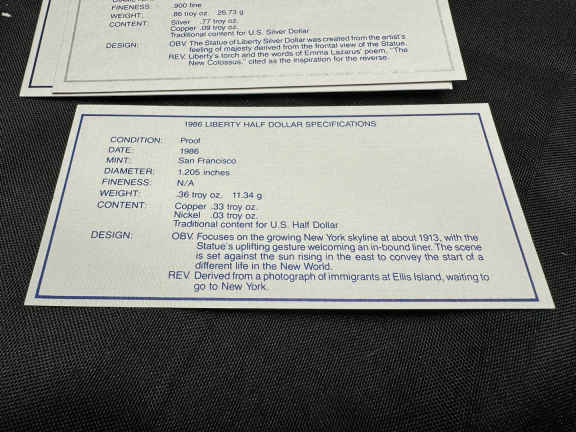 FINENESS: .900 fine
WEIGHT: .86 troy oz. 26.73 g
CONTENT: Silver .77 troy oz.
Copper .09 troy oz.
Traditional content for U.S. Silver Dollar
DESIGN: OBV. The Statue of Liberty Silver Dollar was created from the artist's
feeling of majesty derived from the frontal view of the Statue.
REV. Liberty's torch and the words of Emma Lazarus' poem, "The
New Colossus," cited as the inspiration for the reverse.
1986 LIBERTY HALF DOLLAR SPECIFICATIONS
CONDITION: Proof
DATE: 1986
MINT: San Francisco
DIAMETER: 1.205 inches
FINENESS: N/A
WEIGHT: .36 troy oz. 11.34 g
CONTENT: Copper .33 troy oz.
Nickel .03 troy oz.
Traditional content for U.S. Half Dollar
DESIGN: OBV. Focuses on the growing New York skyline at about 1913, with the
Statue's uplifting gesture welcoming an in-bound liner. The scene
is set against the sun rising in the east to convey the start of a
different life in the New World.
REV. Derived from a photograph of immigrants at Ellis Island, waiting to
go to New York.